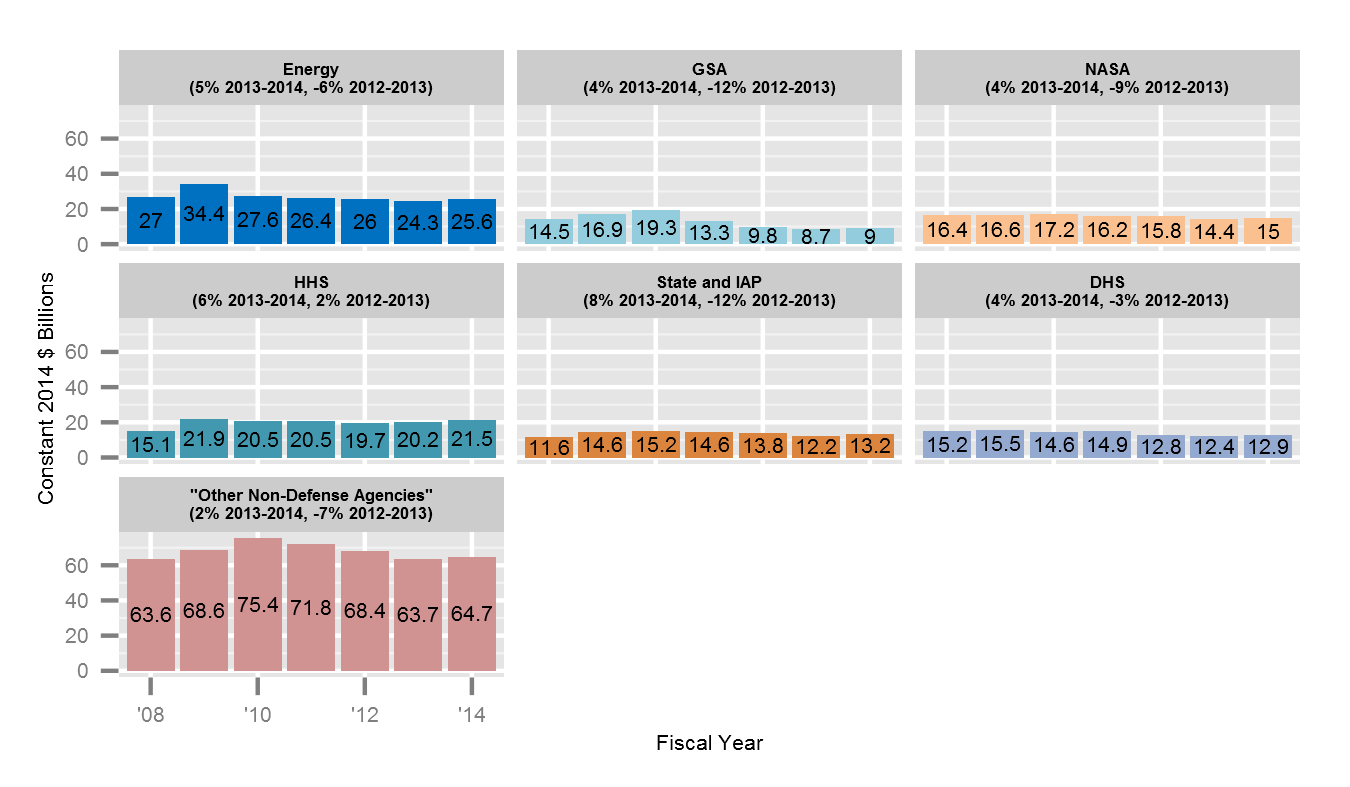 Energy
(5% 2013-2014, -6% 2012-2013)
GSA
(4% 2013-2014, -12% 2012-2013)
NASA
(4% 2013-2014, -9% 2012-2013)
60
40
20
0
27 34.4 27.6 26.4 26 24.3 25.6
14.5 16.9 19.3 13.3 9.8 8.7 9
16.4 16.6 17.2 16.2 15.8 14.4 15
HHS
(6% 2013-2014, 2% 2012-2013)
State and IAP
(8% 2013-2014, -12% 2012-2013)
DHS
(4% 2013-2014, -3% 2012-2013)
Constant 2014 $ Billions
60
40
20
0
15.1 21.9 20.5 20.5 19.7 20.2 21.5
11.6 14.6 15.2 14.6 13.8 12.2 13.2
15.2 15.5 14.6 14.9 12.8 12.4 12.9
"Other Non-Defense Agencies"
(2% 2013-2014, -7% 2012-2013)
60
40
20
0
63.6 68.6 75.4 71.8 68.4 63.7 64.7
'08 '10 '12 '14
Fiscal Year